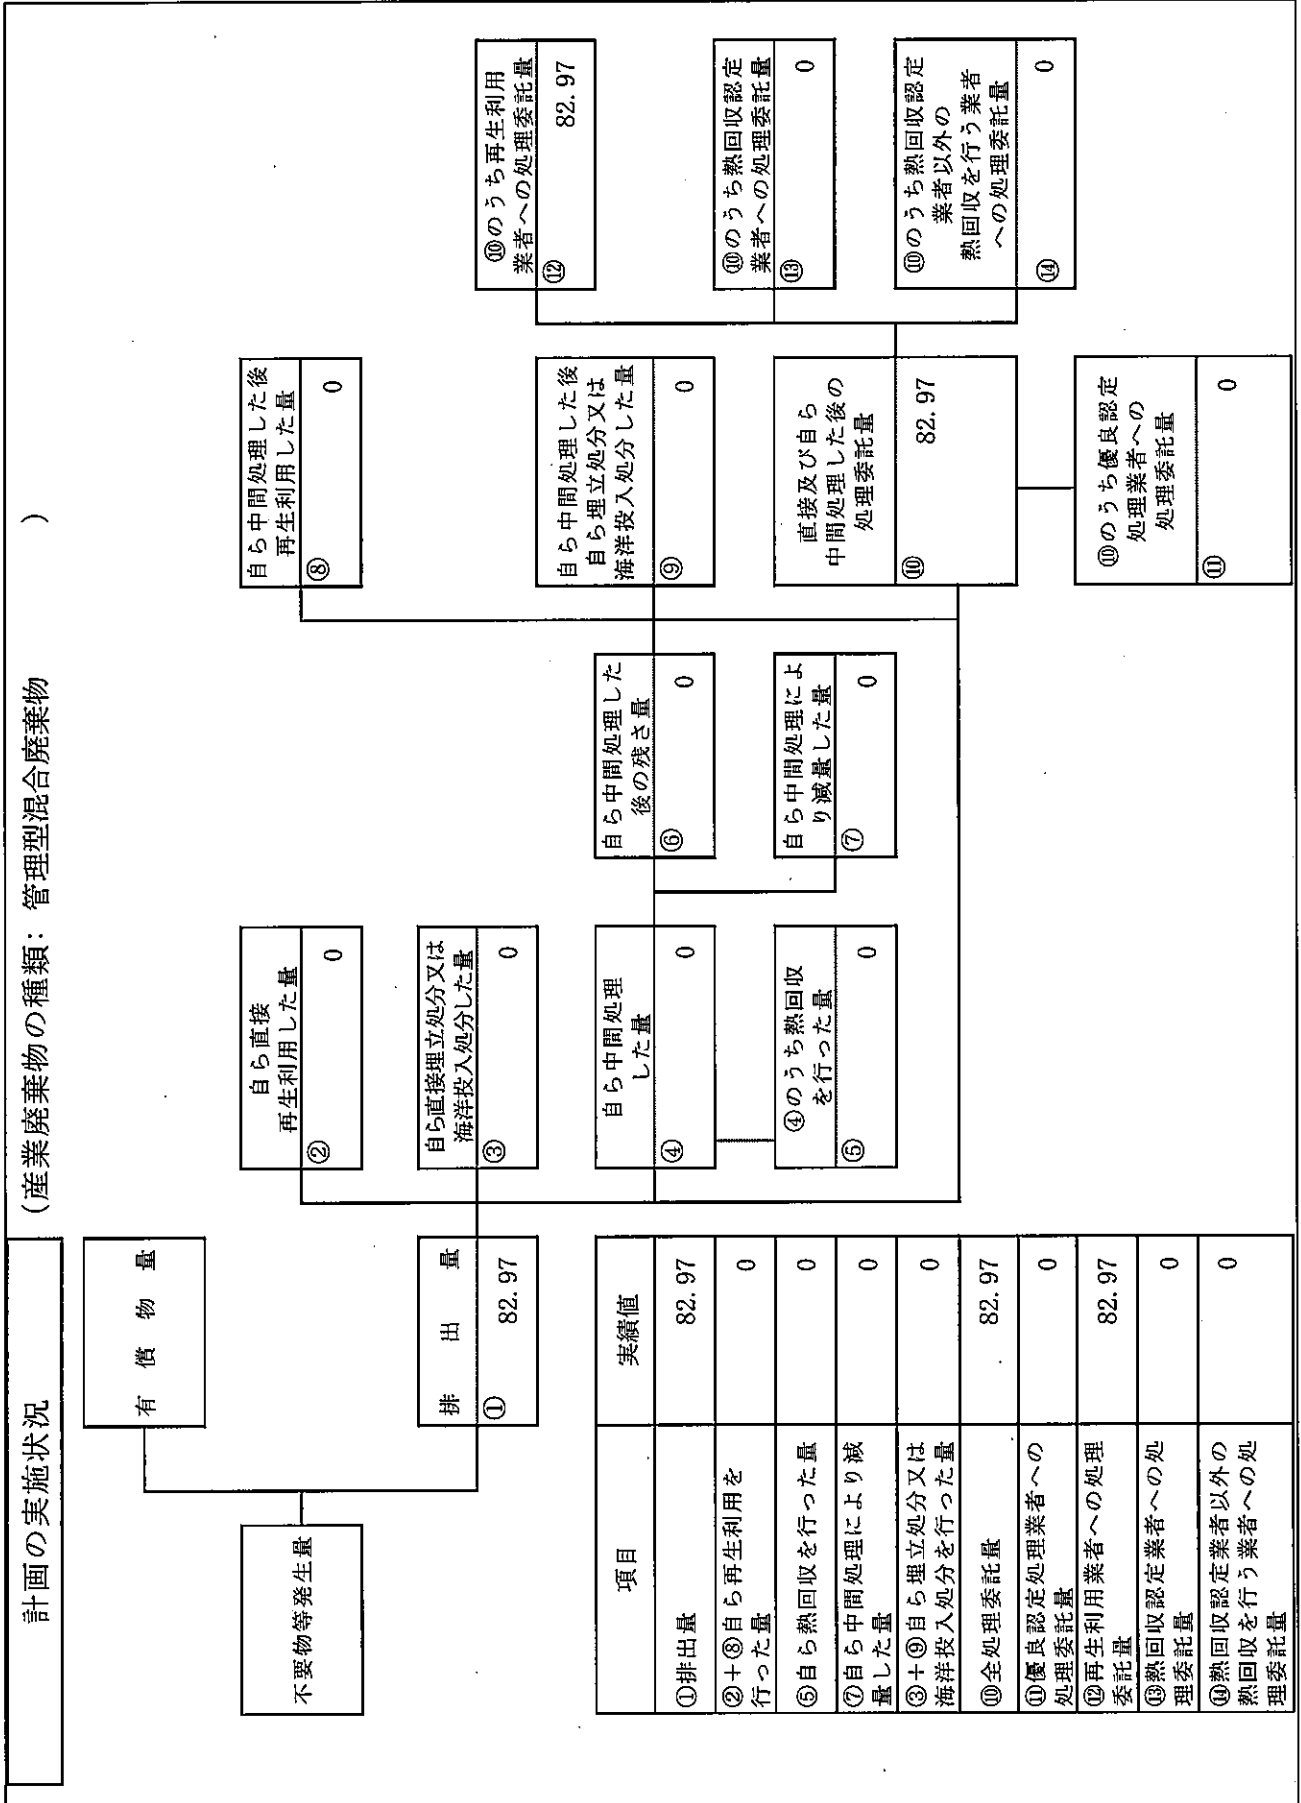 計画の実施状況
(産業廃棄物の種類：管理型混合廃棄物　)
不要物等発生量
有償物量
排出量
① 82.97
自ら直接
再生利用した量
② 0
自ら直接埋立処分又は
海洋投入処分した量
③ 0
自ら中間処理
した量
④ 0
④のうち熱回収
を行った量
⑤ 0
自ら中間処理した
後の残さ量
⑥ 0
自ら中間処理によ
り減量した量
⑦ 0
自ら中間処理した後
再生利用した量
⑧ 0
自ら中間処理した後
自ら埋立処分又は
海洋投入処分した量
⑨ 0
直接及び自ら
中間処理した後の
処理委託量
⑩ 82.97
⑩のうち優良認定
処理業者への
処理委託量
⑪ 0
⑩のうち再生利用
業者への処理委託量
⑫ 82.97
⑩のうち熱回収認定
業者への処理委託量
⑬ 0
⑩のうち熱回収認定
業者以外の
熱回収を行う業者
への処理委託量
⑭ 0
項目 実績値
①排出量 82.97
②＋⑧自ら再生利用を
行った量 0
⑤自ら熱回収を行った量 0
⑦自ら中間処理により減
量した量 0
③＋⑨自ら埋立処分又は
海洋投入処分を行った量 0
⑩全処理委託量 82.97
⑪優良認定処理業者への
処理委託量 0
⑫再生利用業者への処理
委託量 82.97
⑬熱回収認定業者への処
理委託量 0
⑭熱回収認定業者以外の
熱回収を行う業者への処
理委託量 0